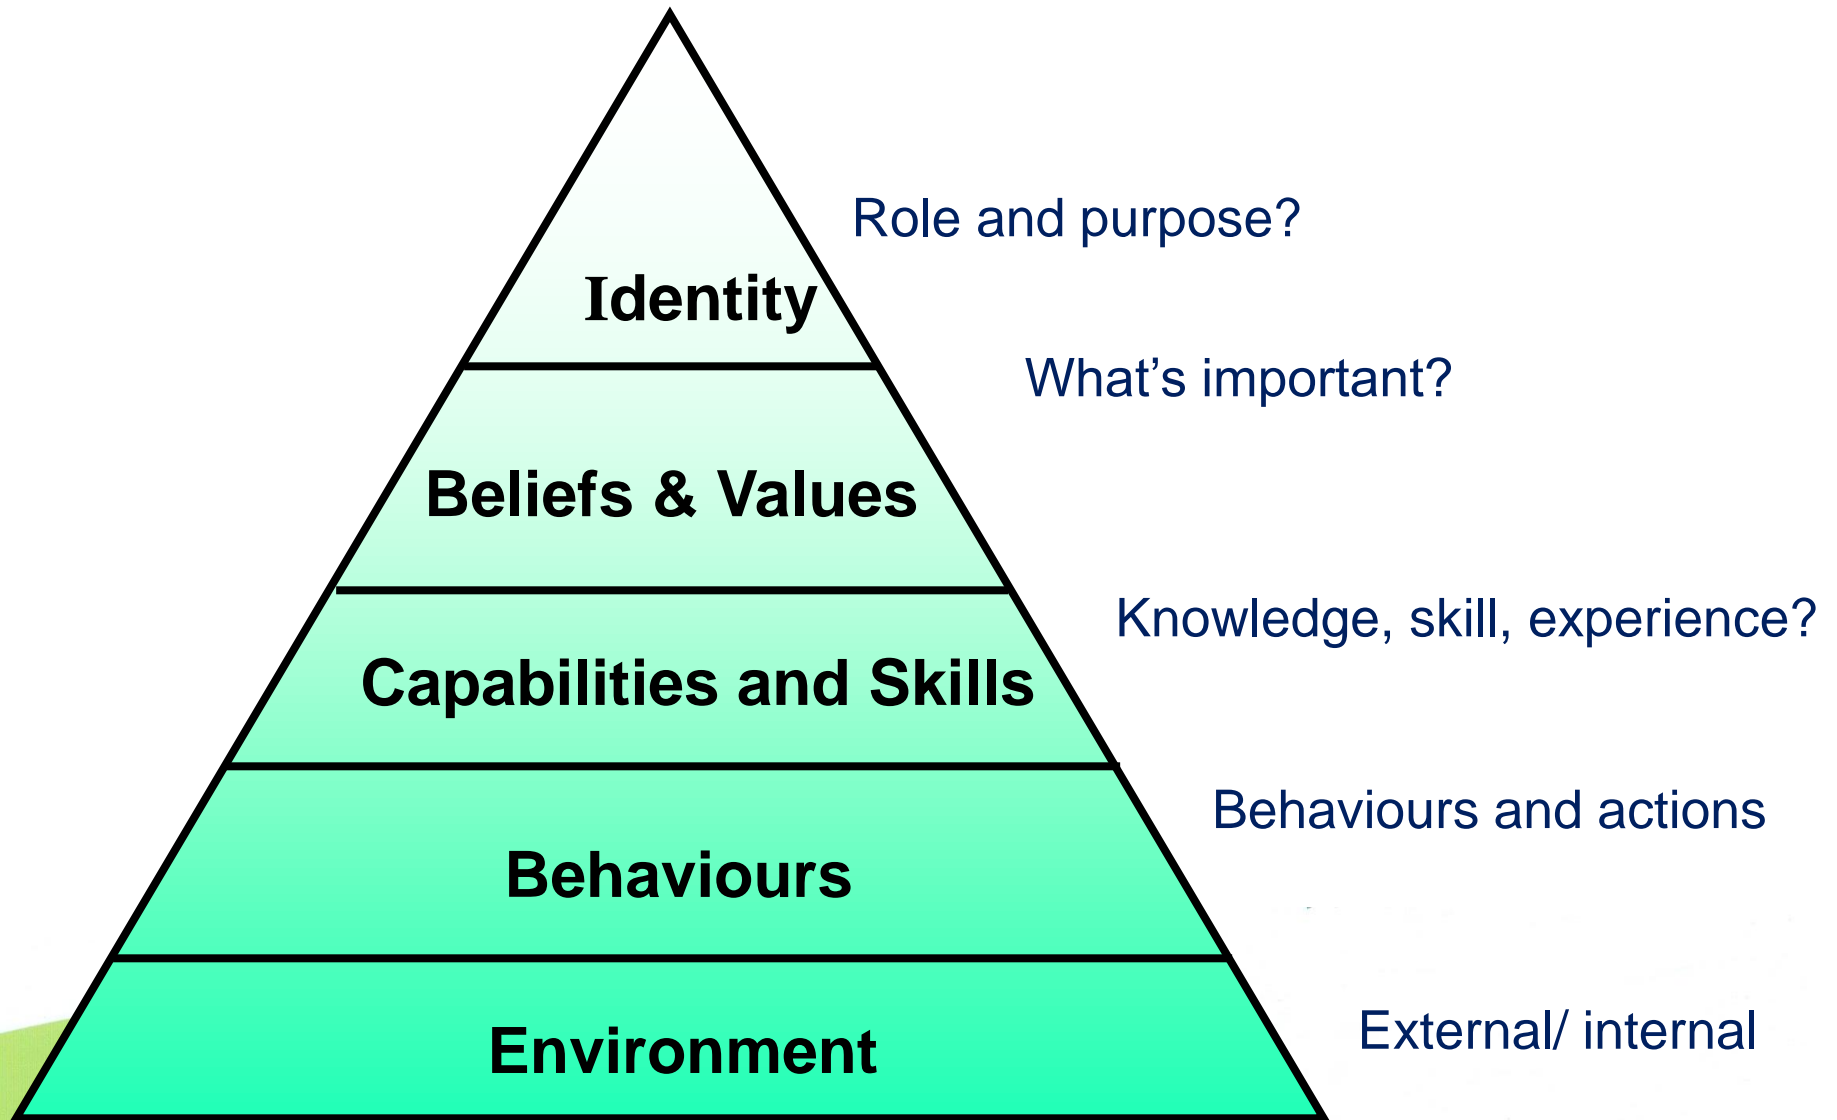 Role and purpose?
Identity
What’s important?
Beliefs & Values
Knowledge, skill, experience?
Capabilities and Skills
Behaviours and actions
Behaviours
External/ internal
Environment